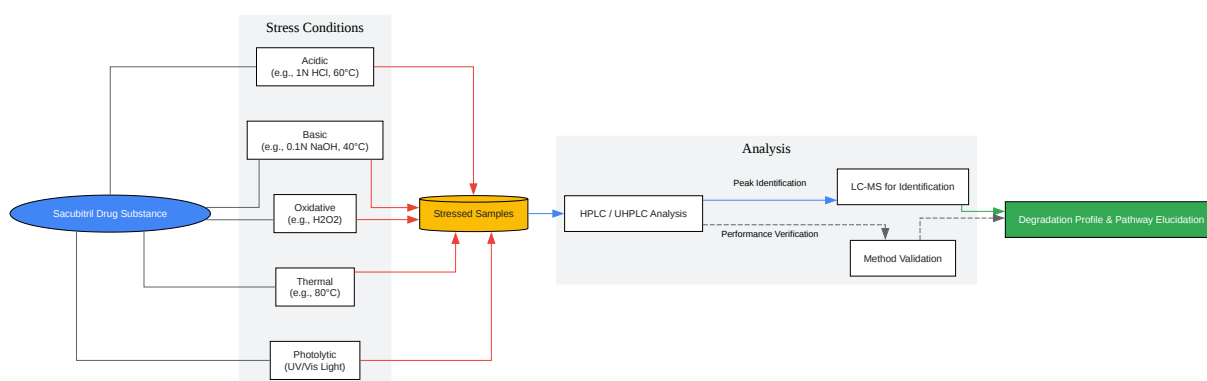 Stress Conditions
Acidic
(e.g., 1N HCl, 60°C)
Basic
(e.g., 0.1N NaOH, 40°C)
Sacubitril Drug Substance
Oxidative
(e.g., H2O2)
Thermal
(e.g., 80°C)
Photolytic
(UV/Vis Light)
Stressed Samples
Analysis
HPLC / UHPLC Analysis
Peak Identification
Performance Verification
LC-MS for Identification
Method Validation
Degradation Profile & Pathway Elucidation